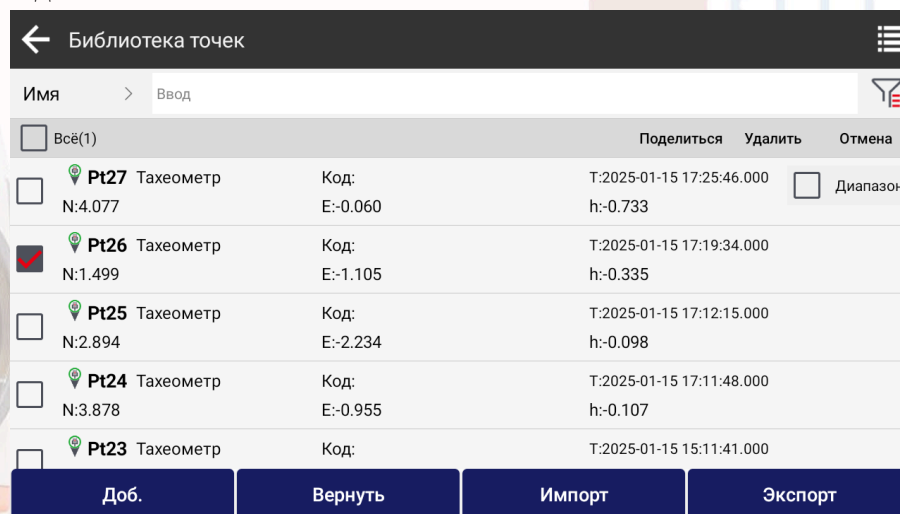 Библиотека точек
Имя > Ввод
Всё(1) Поделиться Удалить Отмена
Pt27 Тахеометр Код: T:2025-01-15 17:25:46.000 Диапазон
N:4.077 E:-0.060 h:-0.733
Pt26 Тахеометр Код: T:2025-01-15 17:19:34.000
N:1.499 E:-1.105 h:-0.335
Pt25 Тахеометр Код: T:2025-01-15 17:12:15.000
N:2.894 E:-2.234 h:-0.098
Pt24 Тахеометр Код: T:2025-01-15 17:11:48.000
N:3.878 E:-0.955 h:-0.107
Pt23 Тахеометр Код: T:2025-01-15 15:11:41.000
Доб. Вернуть Импорт Экспорт